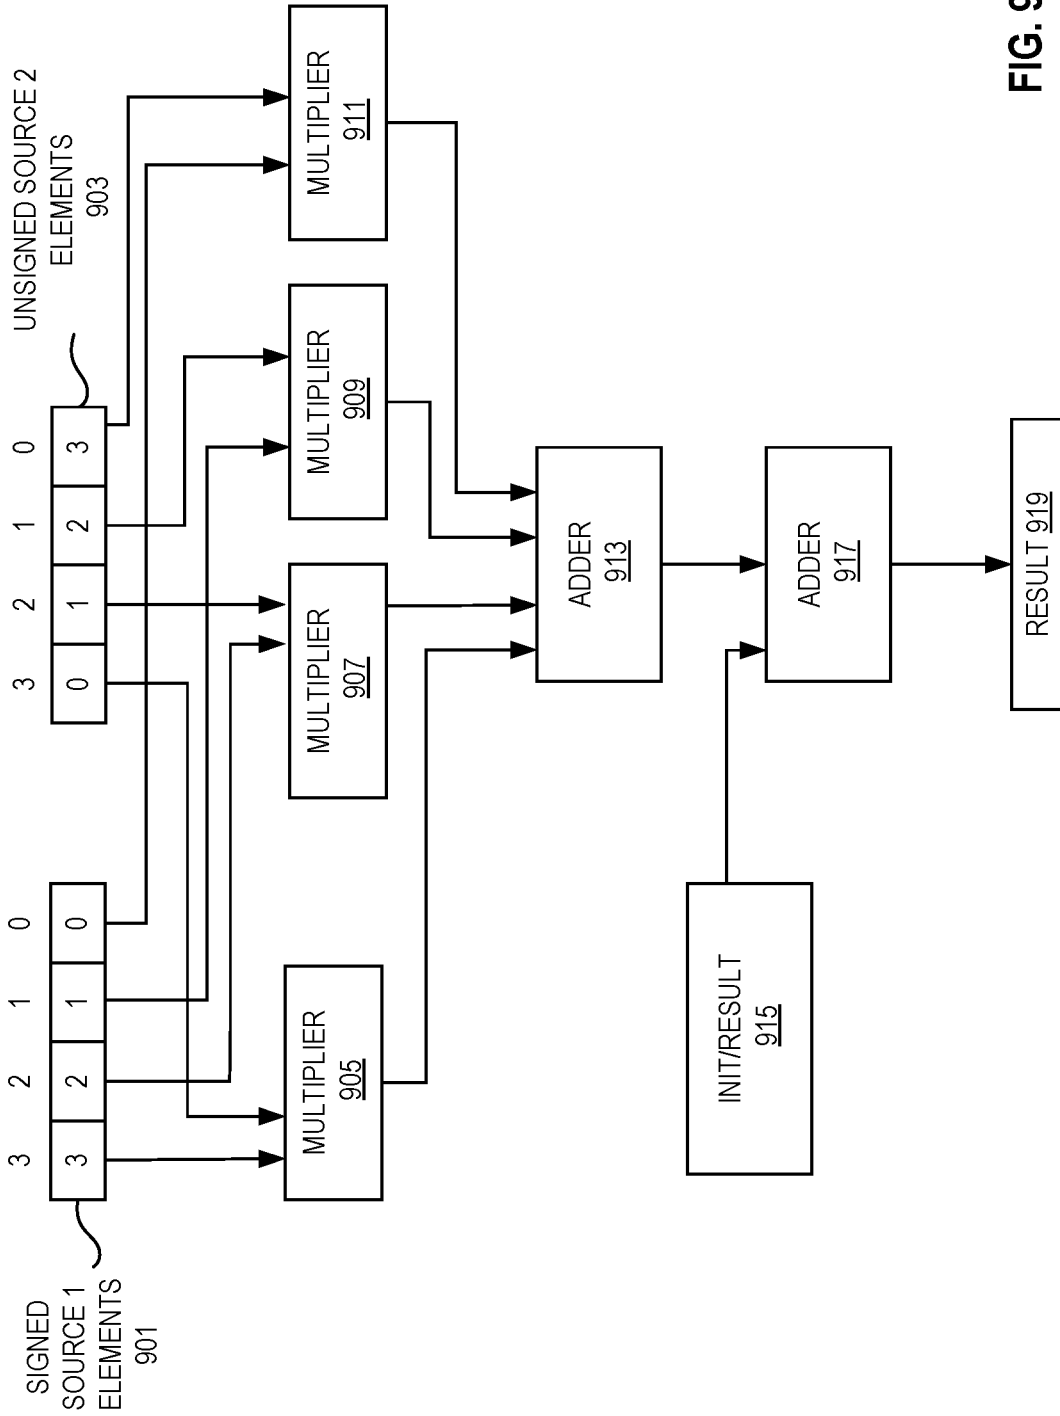 3 2 1 0
3 2 1 0
SIGNED
SOURCE 1
ELEMENTS
901
3 2 1 0
0 1 2 3
UNSIGNED SOURCE 2
ELEMENTS
903
MULTIPLIER
905
MULTIPLIER
907
MULTIPLIER
909
MULTIPLIER
911
ADDER
913
INIT/RESULT
915
ADDER
917
RESULT 919
FIG. 9